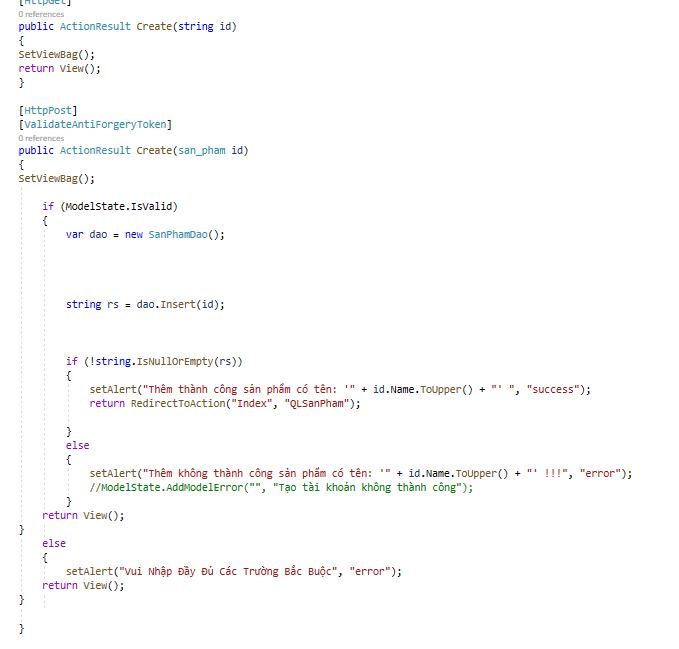 [HttpGet]
0 references
public ActionResult Create(string id)
{
SetViewBag();
return View();
}
[HttpPost]
[ValidateAntiForgeryToken]
0 references
public ActionResult Create(san_pham id)
{
SetViewBag();
if (ModelState.IsValid)
{
var dao = new SanPhamDao();
string rs = dao.Insert(id);
if (!string.IsNullOrEmpty(rs))
{
setAlert("Thêm thành công sản phẩm có tên: '" + id.Name.ToUpper() + "' ", "success");
return RedirectToAction("Index", "QLSanPham");
}
else
{
setAlert("Thêm không thành công sản phẩm có tên: '" + id.Name.ToUpper() + "' !!!", "error");
//ModelState.AddModelError("", "Tạo tài khoản không thành công");
}
return View();
}
else
{
setAlert("Vui Nhập Đầy Đủ Các Trường Bắc Buộc", "error");
return View();
}
}